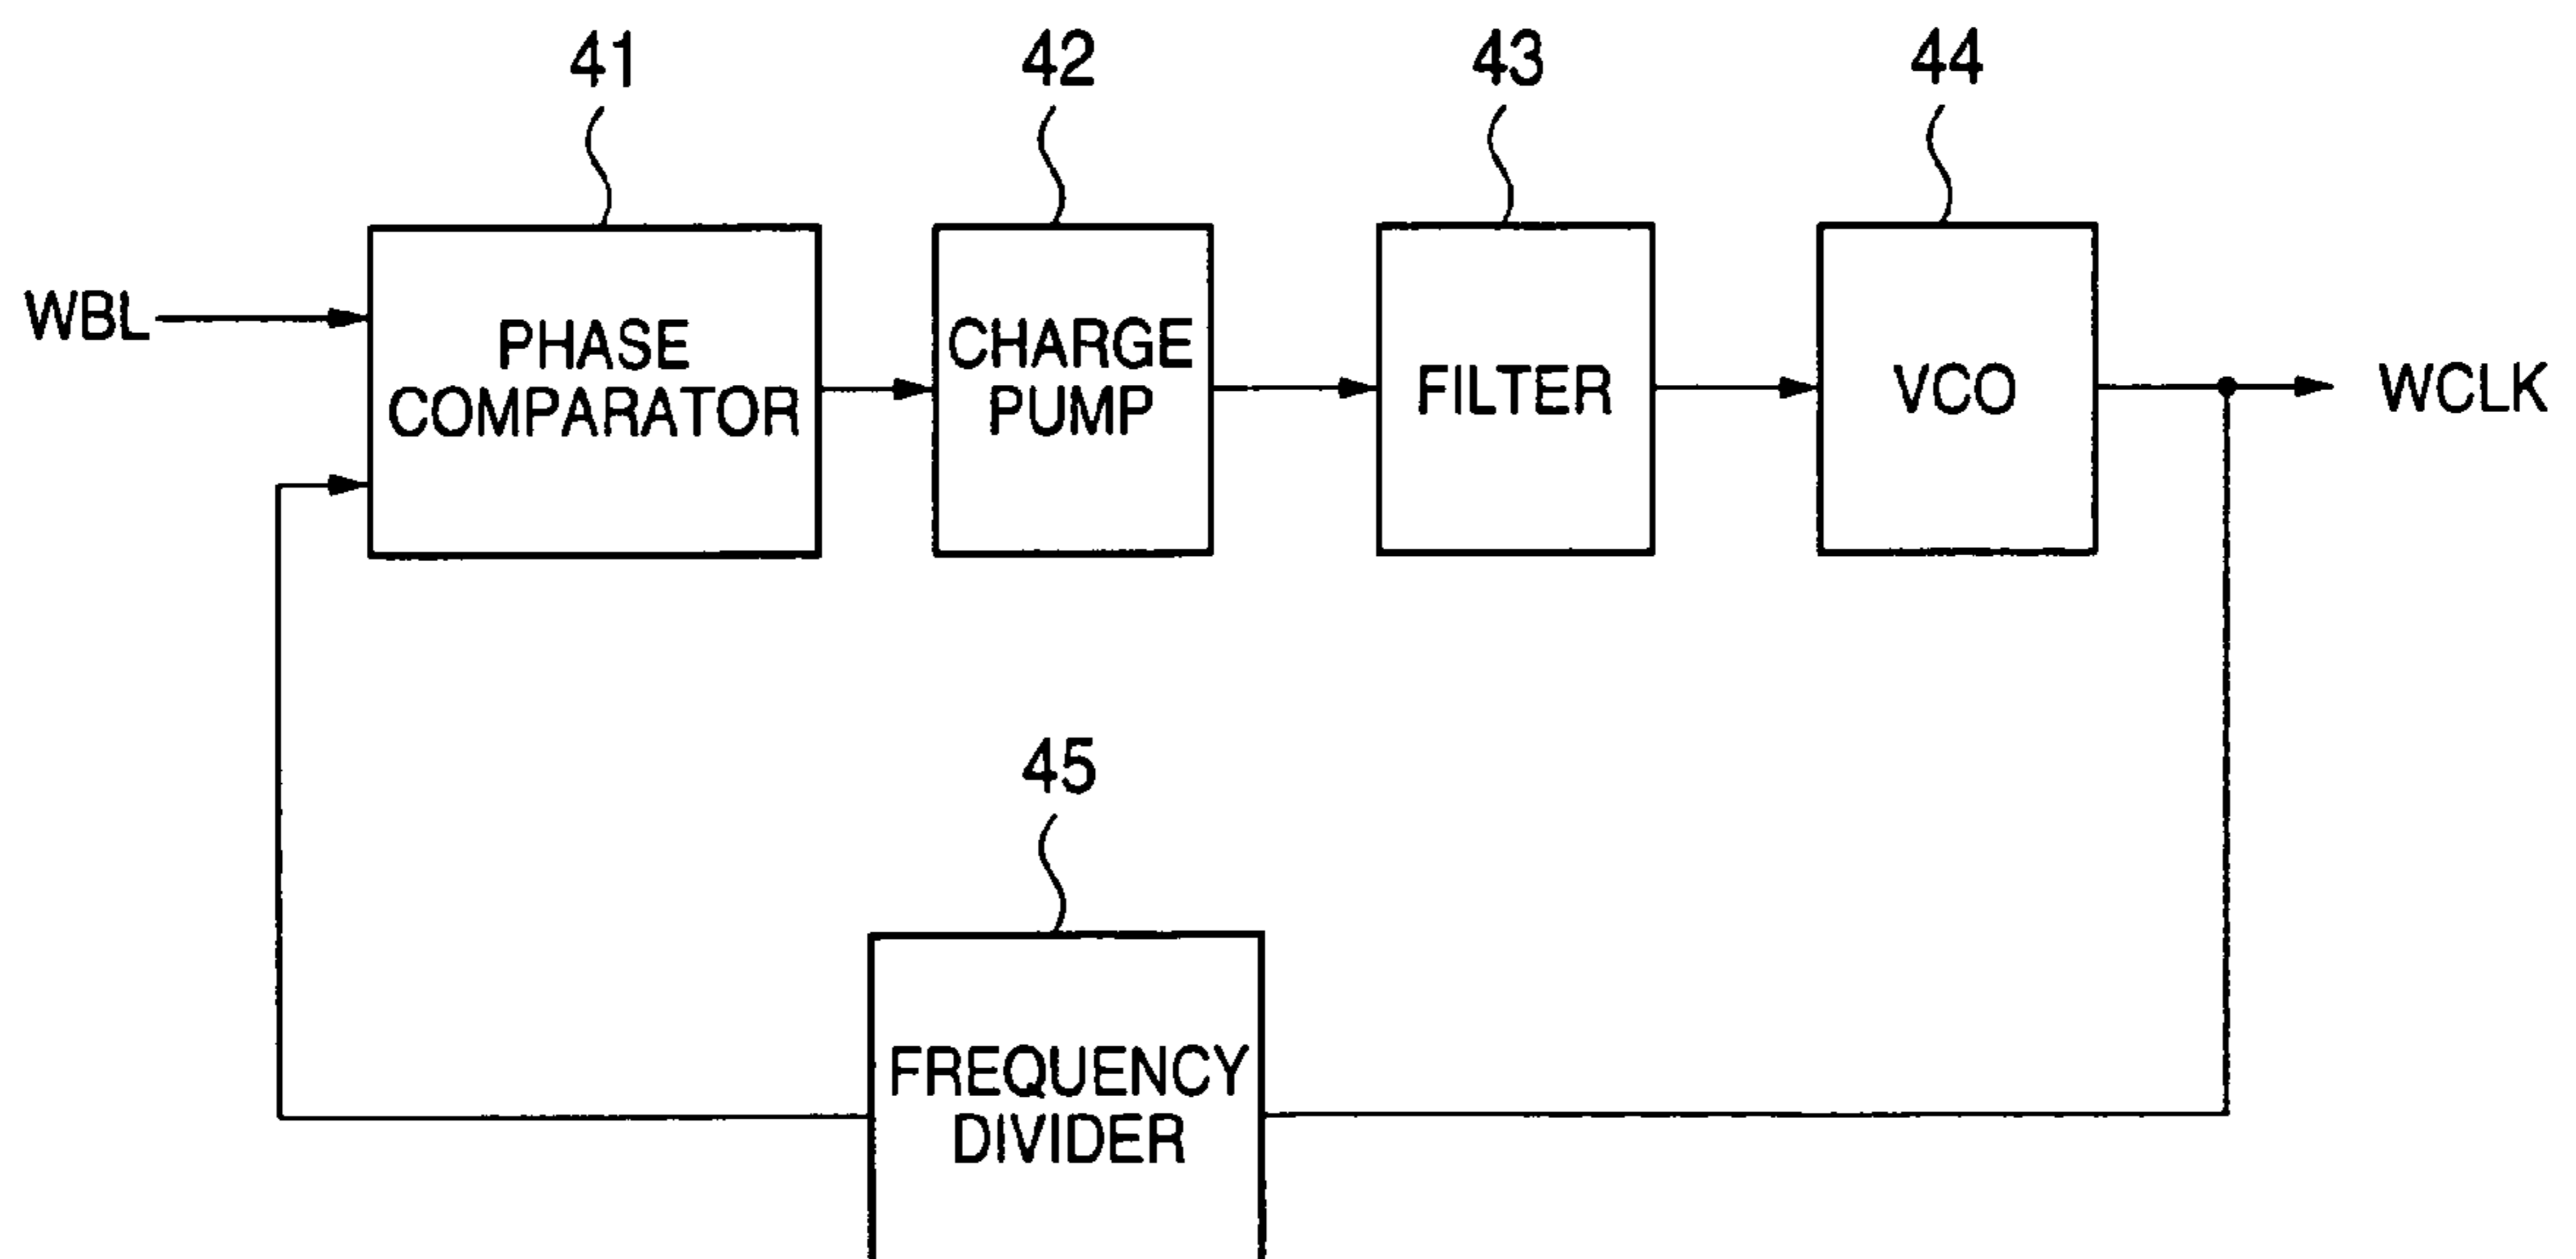 41
42
43
44
WBL
PHASE
COMPARATOR
CHARGE
PUMP
FILTER
VCO
WCLK
45
FREQUENCY
DIVIDER